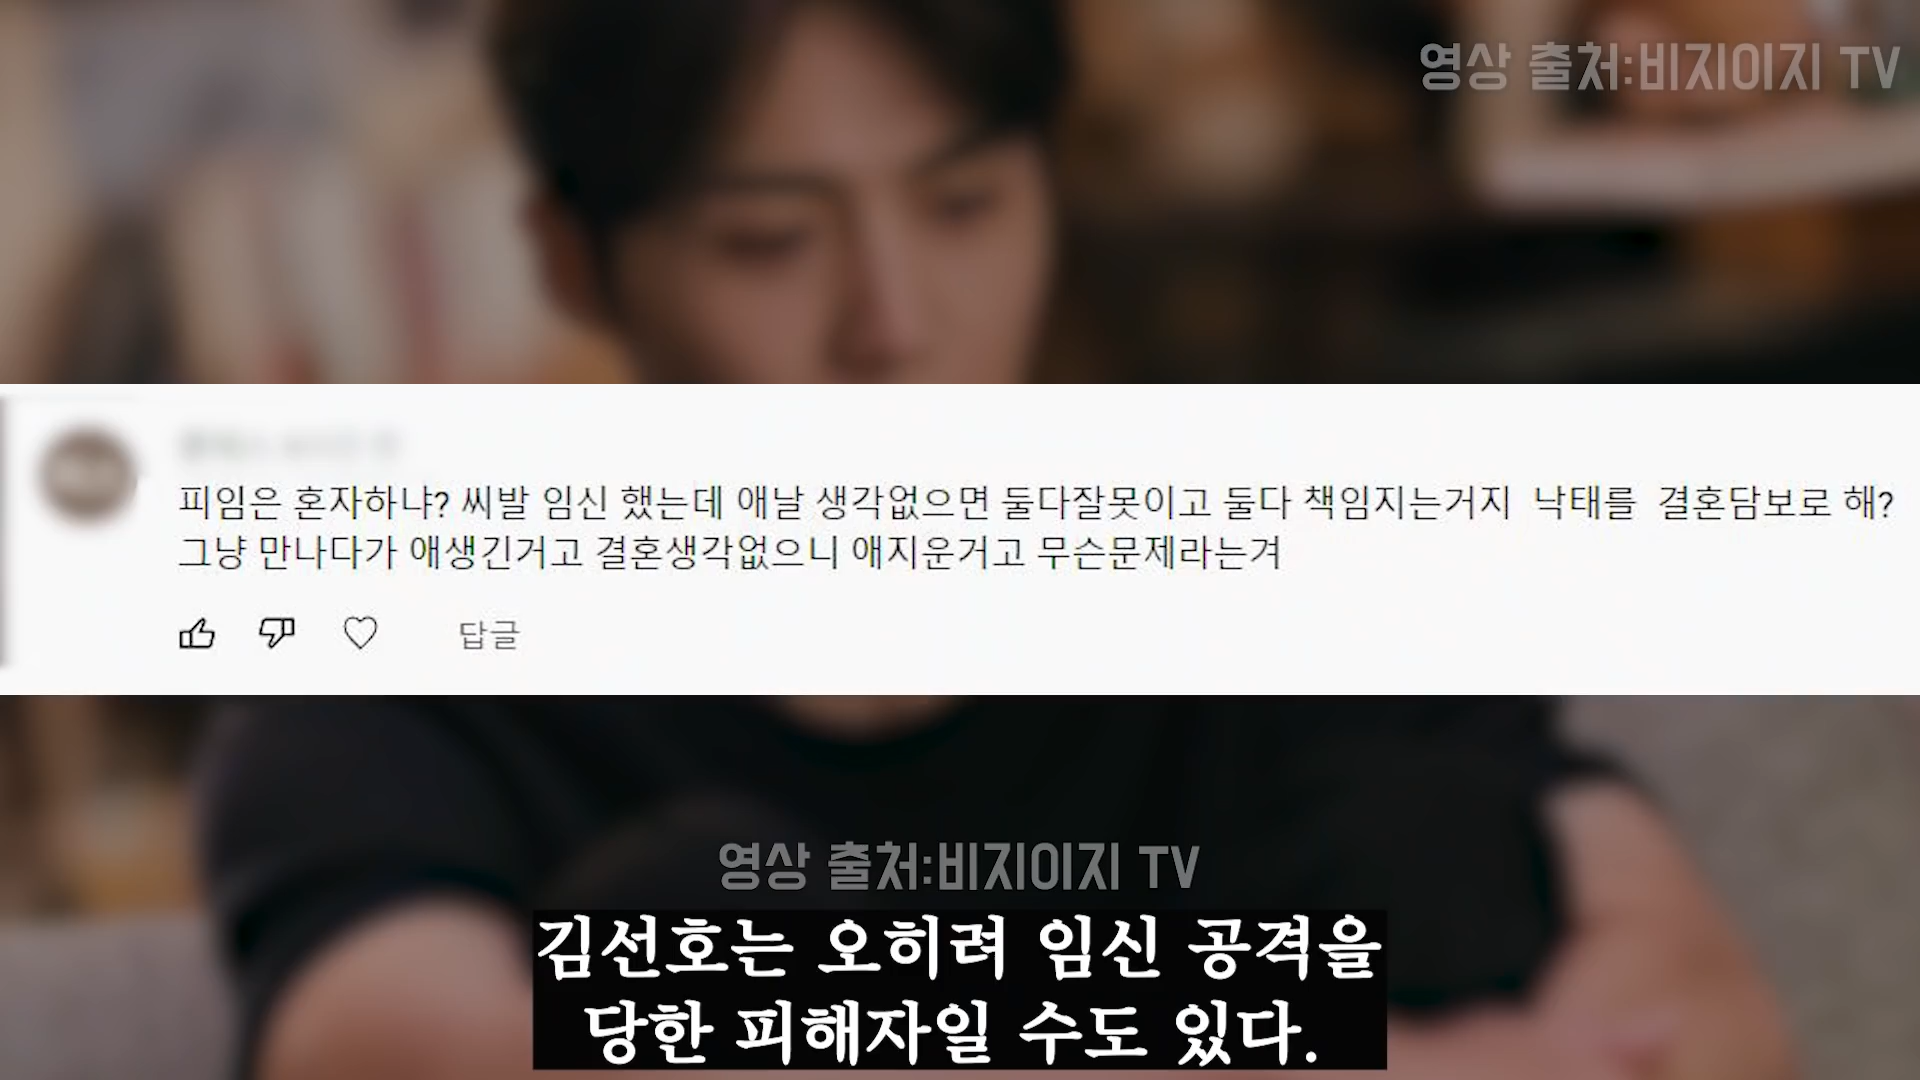 영상 출처:비지이지 TV
피임은 혼자하냐? 씨발 임신 했는데 애날 생각없으면 둘다잘못이고 둘다 책임지는거지 낙태를 결혼담보로 해?
그냥 만나다가 애생긴거고 결혼생각없으니 애지운거고 무슨문제라는겨
답글
영상 출처:비지이지 TV
김선호는 오히려 임신 공격을
당한 피해자일 수도 있다.